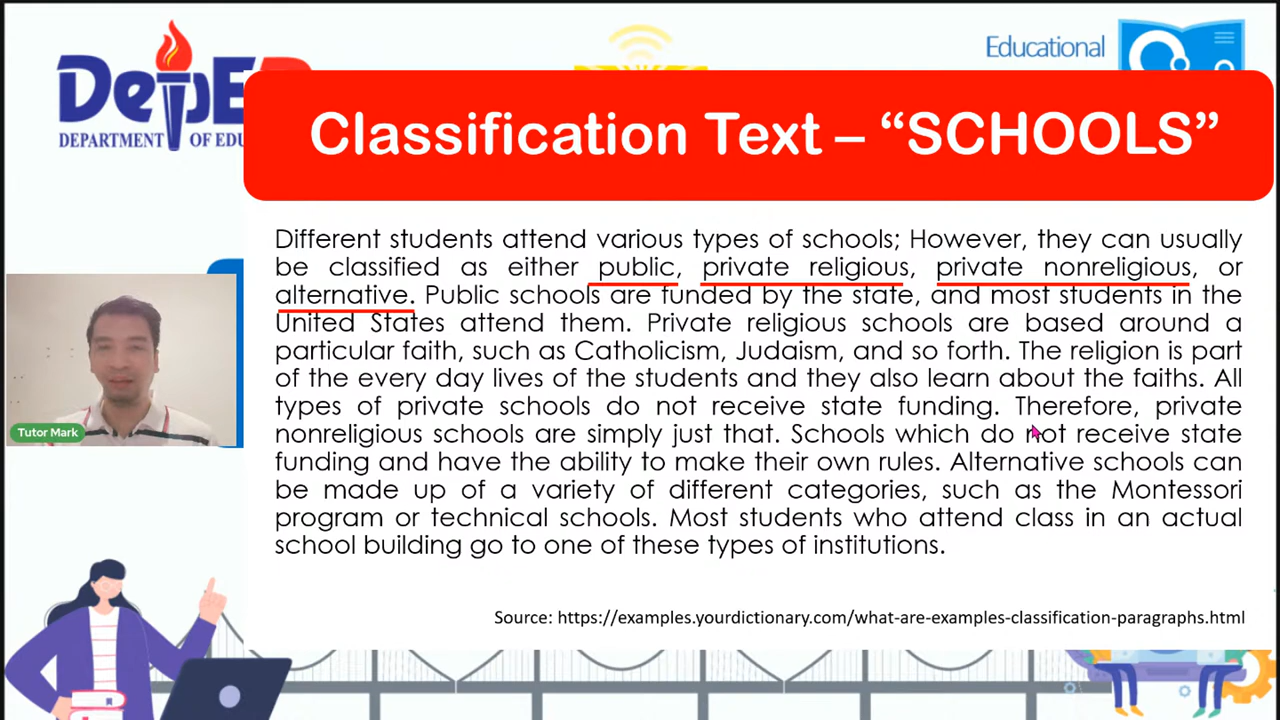 DepE
DEPARTMENT OF EDU
Educational
Classification Text – “SCHOOLS”
Different students attend various types of schools; However, they can usually
be classified as either public, private religious, private nonreligious, or
alternative. Public schools are funded by the state, and most students in the
United States attend them. Private religious schools are based around a
particular faith, such as Catholicism, Judaism, and so forth. The religion is part
of the every day lives of the students and they also learn about the faiths. All
types of private schools do not receive state funding. Therefore, private
nonreligious schools are simply just that. Schools which do not receive state
funding and have the ability to make their own rules. Alternative schools can
be made up of a variety of different categories, such as the Montessori
program or technical schools. Most students who attend class in an actual
school building go to one of these types of institutions.
Tutor Mark
Source: https://examples.yourdictionary.com/what-are-examples-classification-paragraphs.html